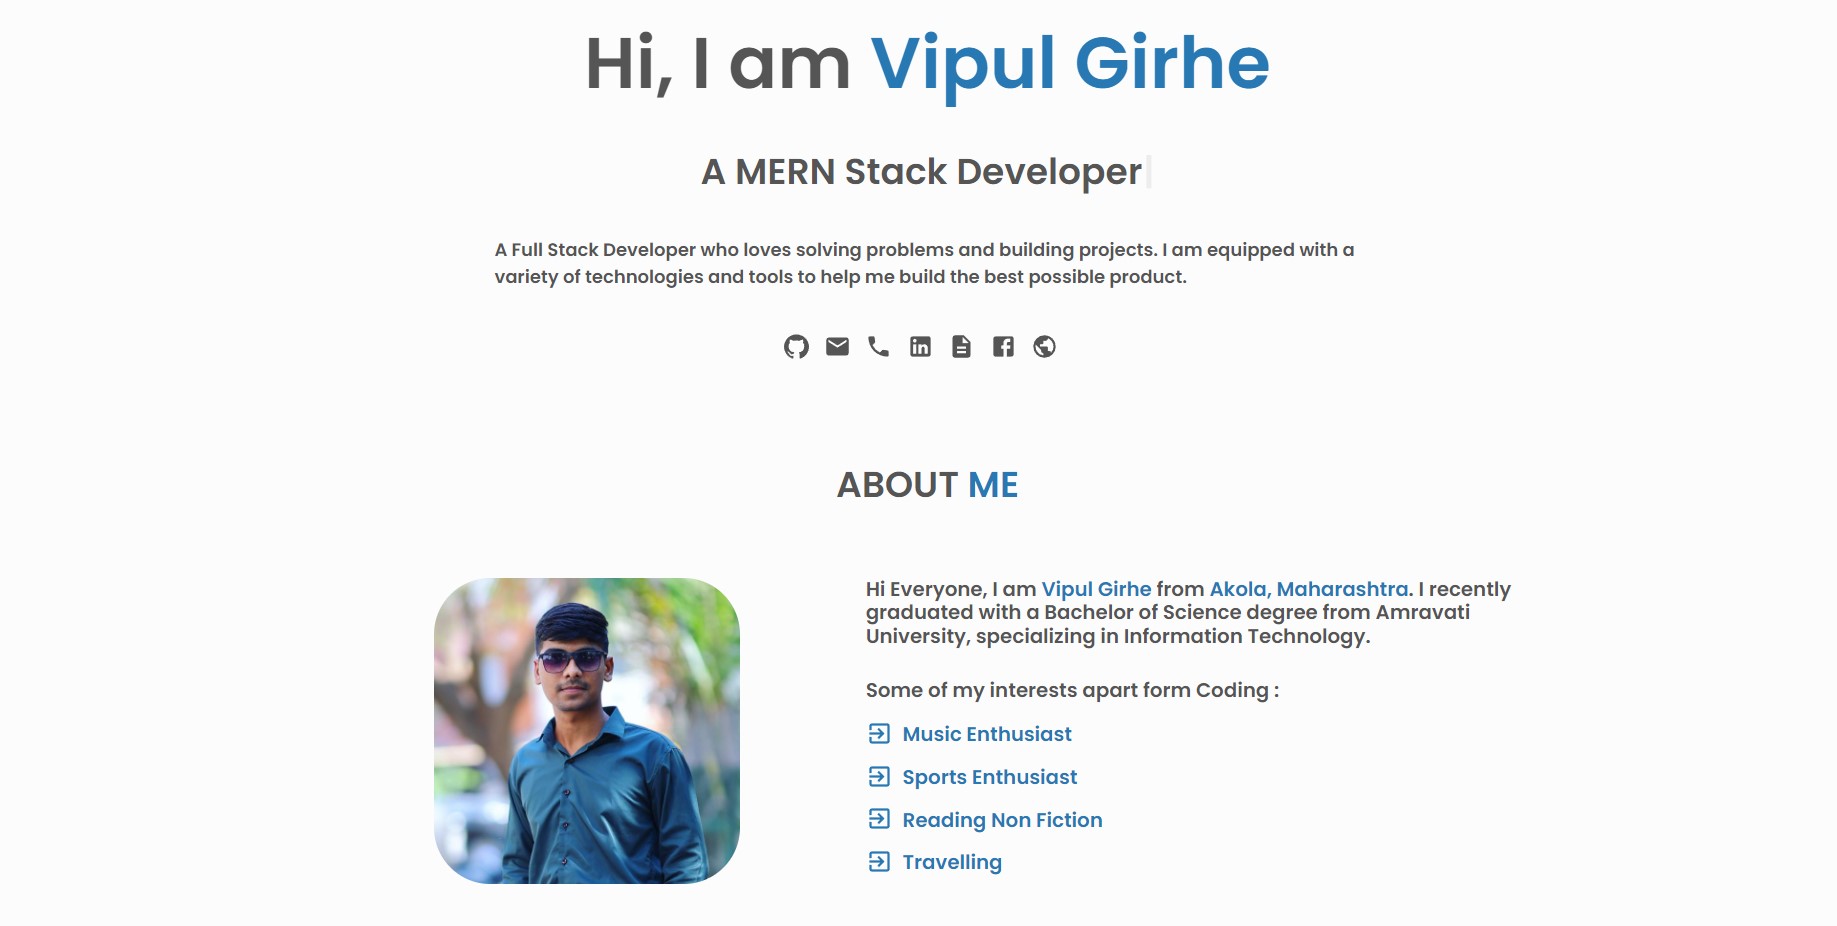 Hi, I am Vipul Girhe
A MERN Stack Developer
A Full Stack Developer who loves solving problems and building projects. I am equipped with a
variety of technologies and tools to help me build the best possible product.
ABOUT ME
Hi Everyone, I am Vipul Girhe from Akola, Maharashtra. I recently
graduated with a Bachelor of Science degree from Amravati
University, specializing in Information Technology.
Some of my interests apart form Coding :
Music Enthusiast
Sports Enthusiast
Reading Non Fiction
Travelling